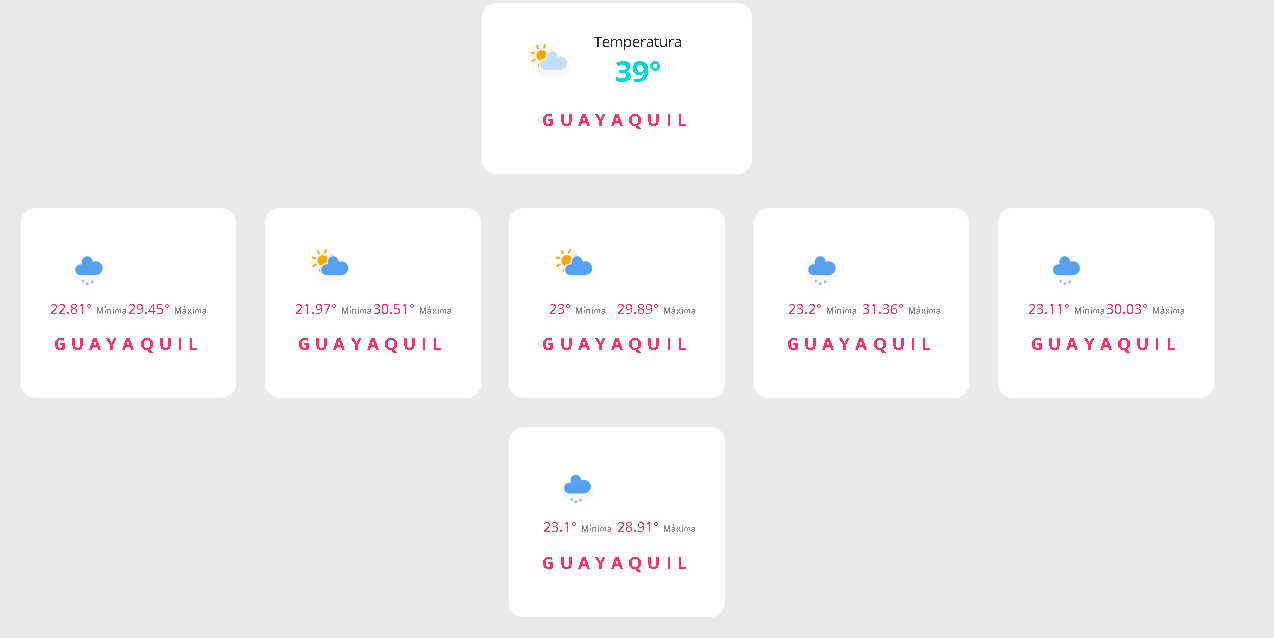 Temperatura
39°
GUAYAQUIL
22.81° Mínima 29.45° Máxima
GUAYAQUIL
21.97° Mínima 30.51° Máxima
GUAYAQUIL
23° Mínima 29.89° Máxima
GUAYAQUIL
23.2° Mínima 31.36° Máxima
GUAYAQUIL
23.11° Mínima 30.03° Máxima
GUAYAQUIL
23.1° Mínima 28.91° Máxima
GUAYAQUIL